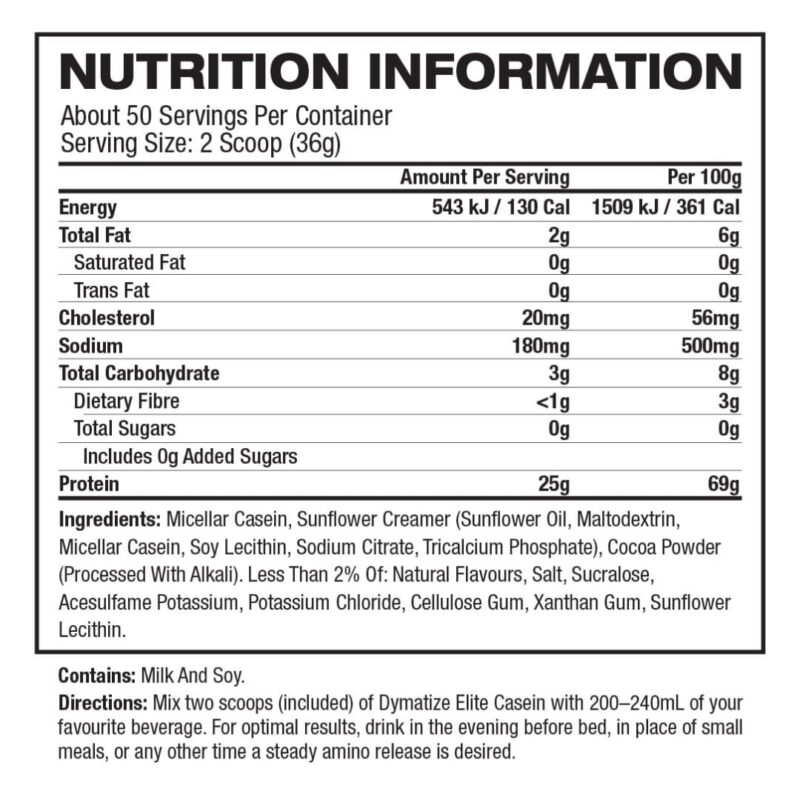 NUTRITION INFORMATION
About 50 Servings Per Container
Serving Size: 2 Scoop (36g)
Amount Per Serving Per 100g
Energy 543 kJ / 130 Cal 1509 kJ / 361 Cal
Total Fat 2g 6g
Saturated Fat 0g 0g
Trans Fat 0g 0g
Cholesterol 20mg 56mg
Sodium 180mg 500mg
Total Carbohydrate 3g 8g
Dietary Fibre <1g 3g
Total Sugars 0g 0g
Includes 0g Added Sugars
Protein 25g 69g
Ingredients: Micellar Casein, Sunflower Creamer (Sunflower Oil, Maltodextrin,
Micellar Casein, Soy Lecithin, Sodium Citrate, Tricalcium Phosphate), Cocoa Powder
(Processed With Alkali). Less Than 2% Of: Natural Flavours, Salt, Sucralose,
Acesulfame Potassium, Potassium Chloride, Cellulose Gum, Xanthan Gum, Sunflower
Lecithin.
Contains: Milk And Soy.
Directions: Mix two scoops (included) of Dymatize Elite Casein with 200–240mL of your
favourite beverage. For optimal results, drink in the evening before bed, in place of small
meals, or any other time a steady amino release is desired.